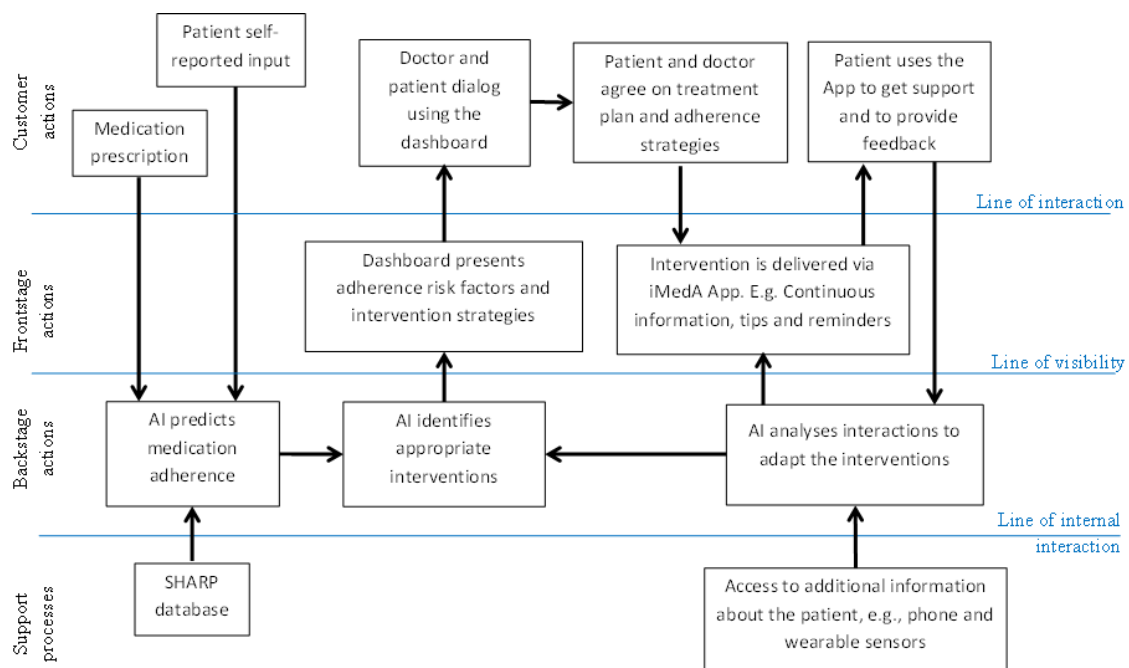 Customer
actions
Medication
prescription
Patient self-
reported input
Doctor and
patient dialog
using the
dashboard
Patient and doctor
agree on treatment
plan and adherence
strategies
Patient uses the
App to get support
and to provide
feedback
Line of interaction
Frontstage
actions
Dashboard presents
adherence risk factors and
intervention strategies
Intervention is delivered via
iMedA App. E.g. Continuous
information, tips and reminders
Line of visibility
Backstage
actions
AI predicts
medication
adherence
AI identifies
appropriate
interventions
AI analyses interactions to
adapt the interventions
Line of internal
interaction
Support
processes
SHARP
database
Access to additional information
about the patient, e.g., phone and
wearable sensors